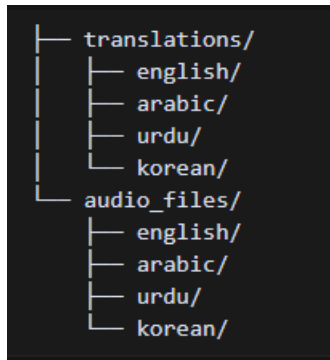 ├── translations/
│   ├── english/
│   ├── arabic/
│   ├── urdu/
│   └── korean/
└── audio_files/
    ├── english/
    ├── arabic/
    ├── urdu/
    └── korean/